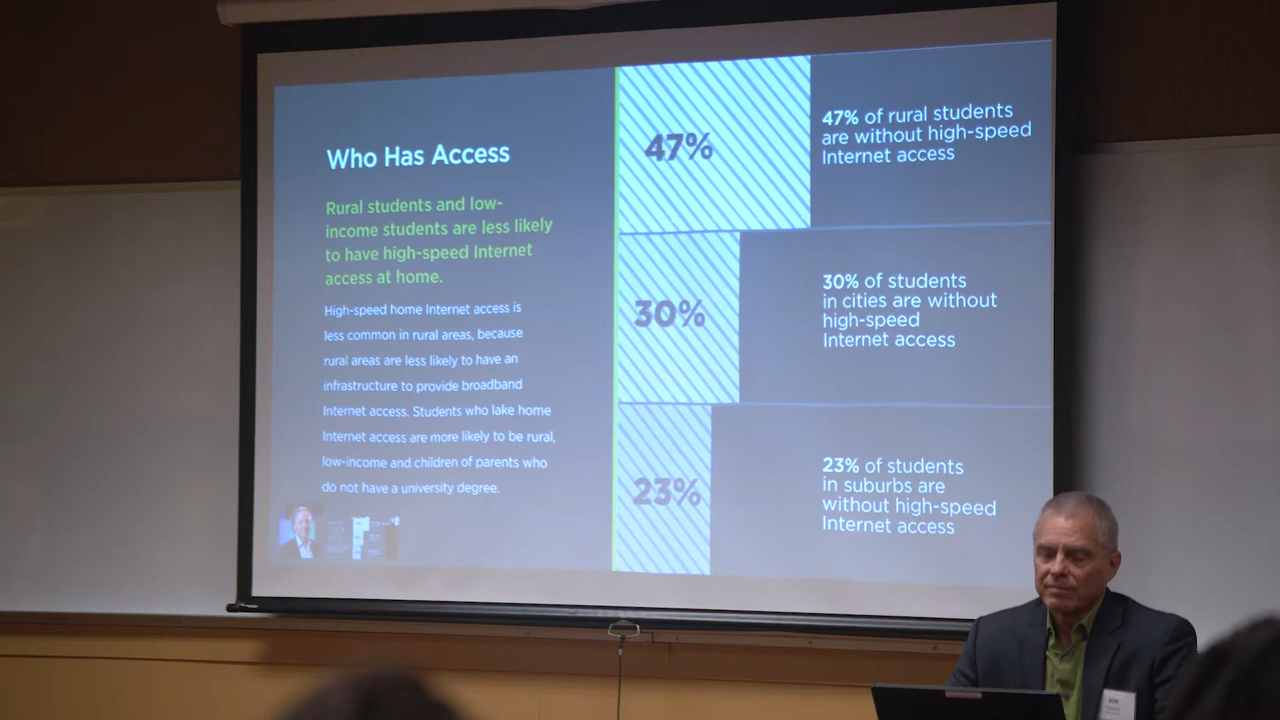 Who Has Access
Rural students and low-
income students are less likely
to have high-speed Internet
access at home.
High-speed home Internet access is
less common in rural areas, because
rural areas are less likely to have an
infrastructure to provide broadband
Internet access. Students who lake home
Internet access are more likely to be rural,
low-income and children of parents who
do not have a university degree.
47%
47% of rural students
are without high-speed
Internet access
30%
30% of students
in cities are without
high-speed
Internet access
23%
23% of students
in suburbs are
without high-speed
Internet access